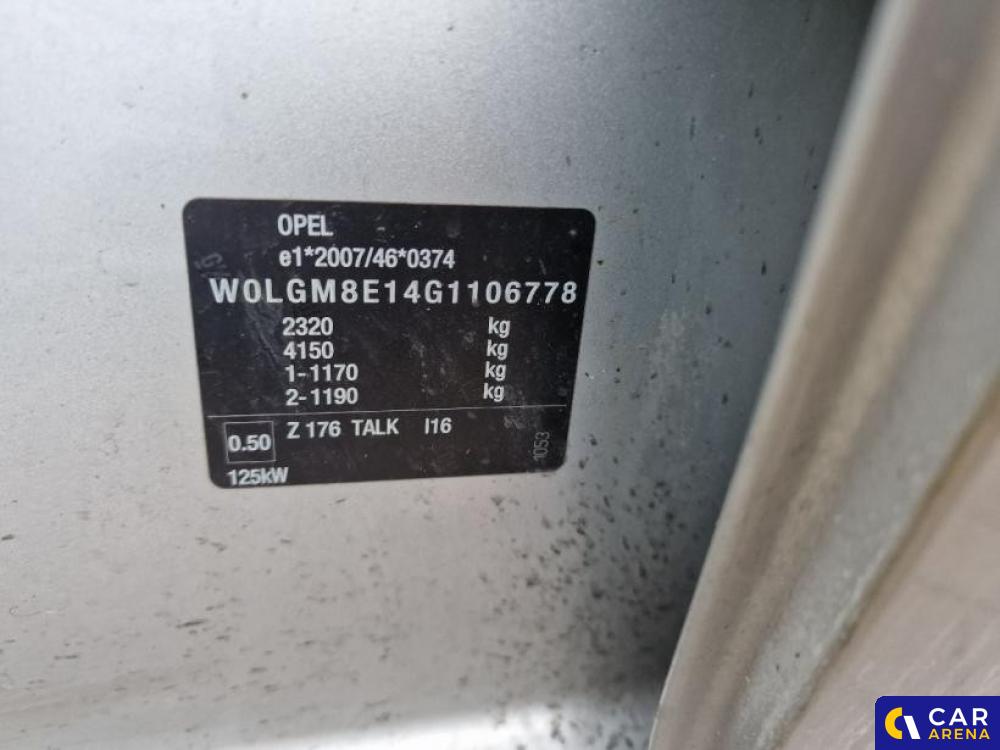 OPEL
e1*2007/46*0374
W0LGM8E14G1106778
2320 kg
4150 kg
1-1170 kg
2-1190 kg
0.50 Z 176 TALK I16
125kW
1053
CAR
ARENA